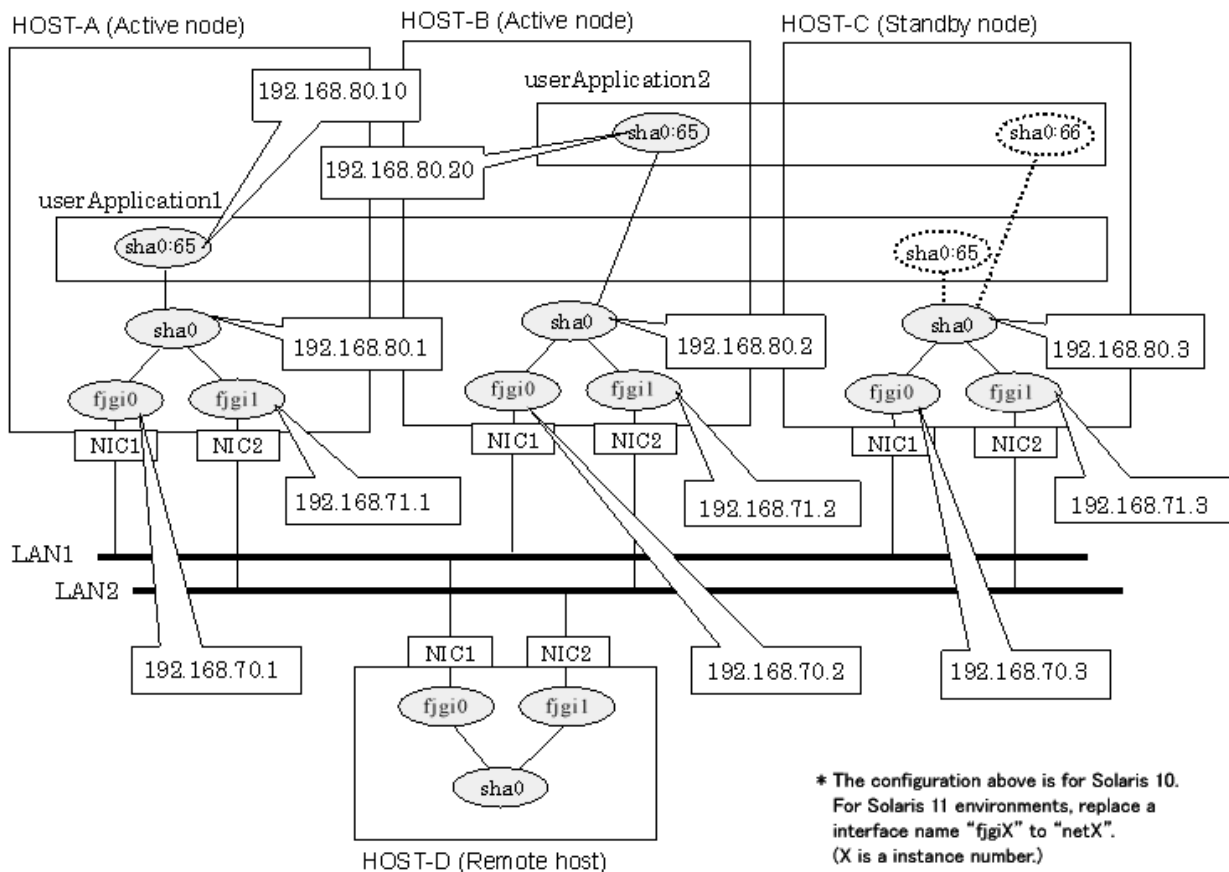 HOST-A (Active node)
HOST-B (Active node)
HOST-C (Standby node)
192.168.80.10
userApplication2
sha0:65
sha0:66
192.168.80.20
userApplication1
sha0:65
sha0:65
sha0
192.168.80.1
sha0
192.168.80.2
sha0
192.168.80.3
fjgi0
fjgi1
fjgi0
fjgi1
fjgi0
fjgi1
NIC1
NIC2
NIC1
NIC2
NIC1
NIC2
192.168.71.1
192.168.71.2
192.168.71.3
LAN1
LAN2
192.168.70.1
NIC1
NIC2
192.168.70.2
192.168.70.3
fjgi0
fjgi1
sha0
HOST-D (Remote host)
* The configuration above is for Solaris 10.
For Solaris 11 environments, replace a
interface name “fjgiX” to “netX”.
(X is a instance number.)